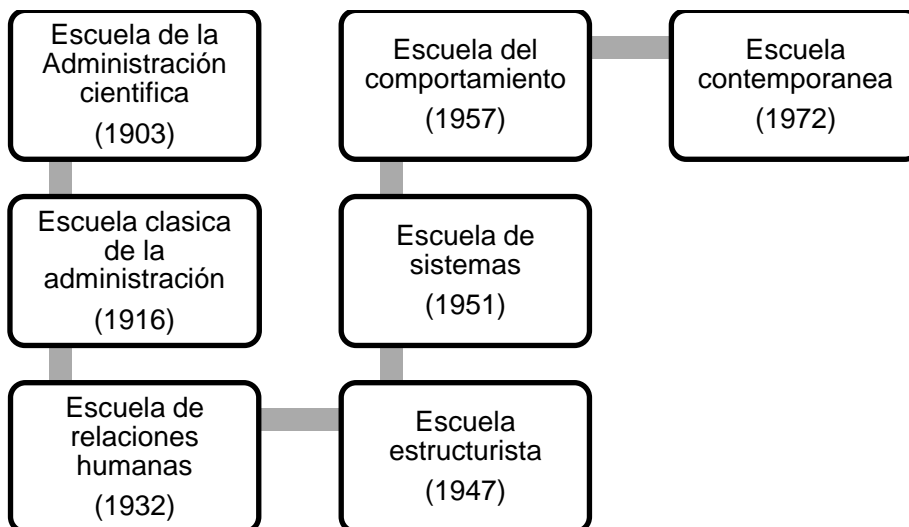 Escuela de la
Administración
cientifica
(1903)
Escuela clasica
de la
administración
(1916)
Escuela de
relaciones
humanas
(1932)
Escuela
estructurista
(1947)
Escuela de
sistemas
(1951)
Escuela del
comportamiento
(1957)
Escuela
contemporanea
(1972)